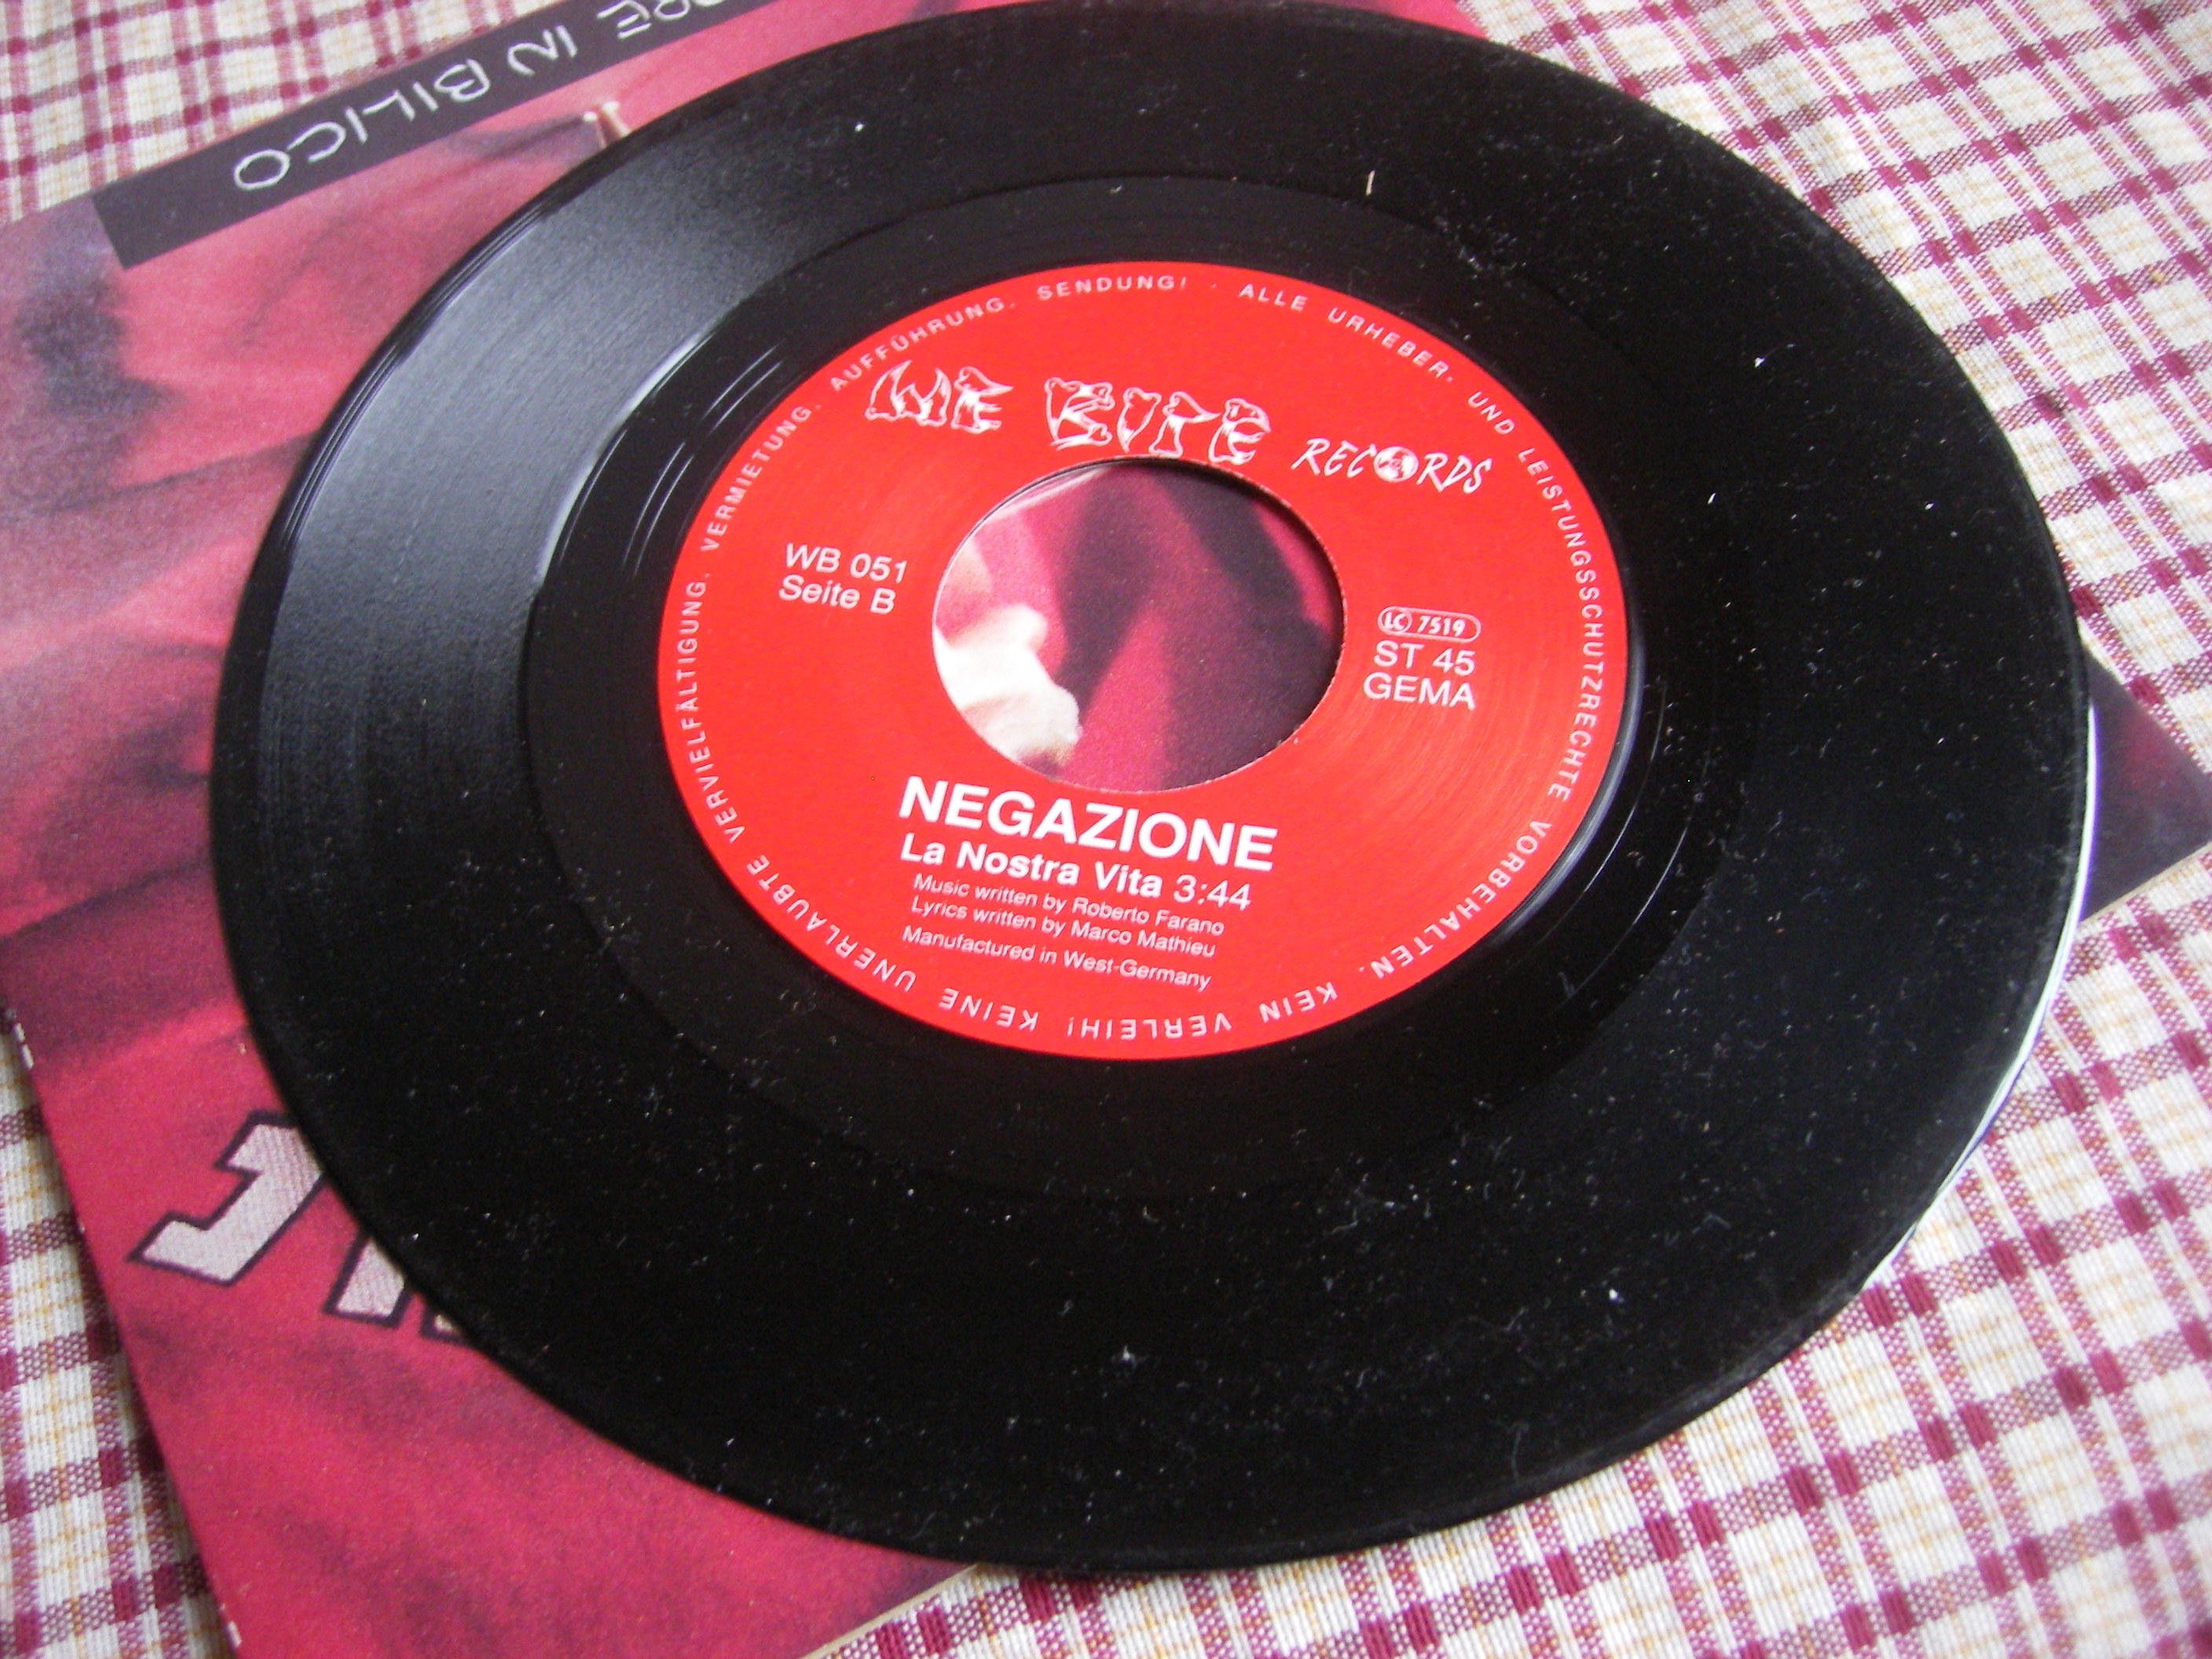 IN BILICO
WE BITE RECORDS
WB 051
Seite B
LC 7519
ST 45
GEMA
NEGAZIONE
La Nostra Vita 3:44
Music written by Roberto Farano
Lyrics written by Marco Mathieu
Manufactured in West-Germany
ALLE URHEBER- UND LEISTUNGSSCHUTZRECHTE VORBEHALTEN. KEIN VERLEIH! KEINE UNERLAUBTE VERVIELFÄLTIGUNG, VERMIETUNG, AUFFÜHRUNG, SENDUNG! ·